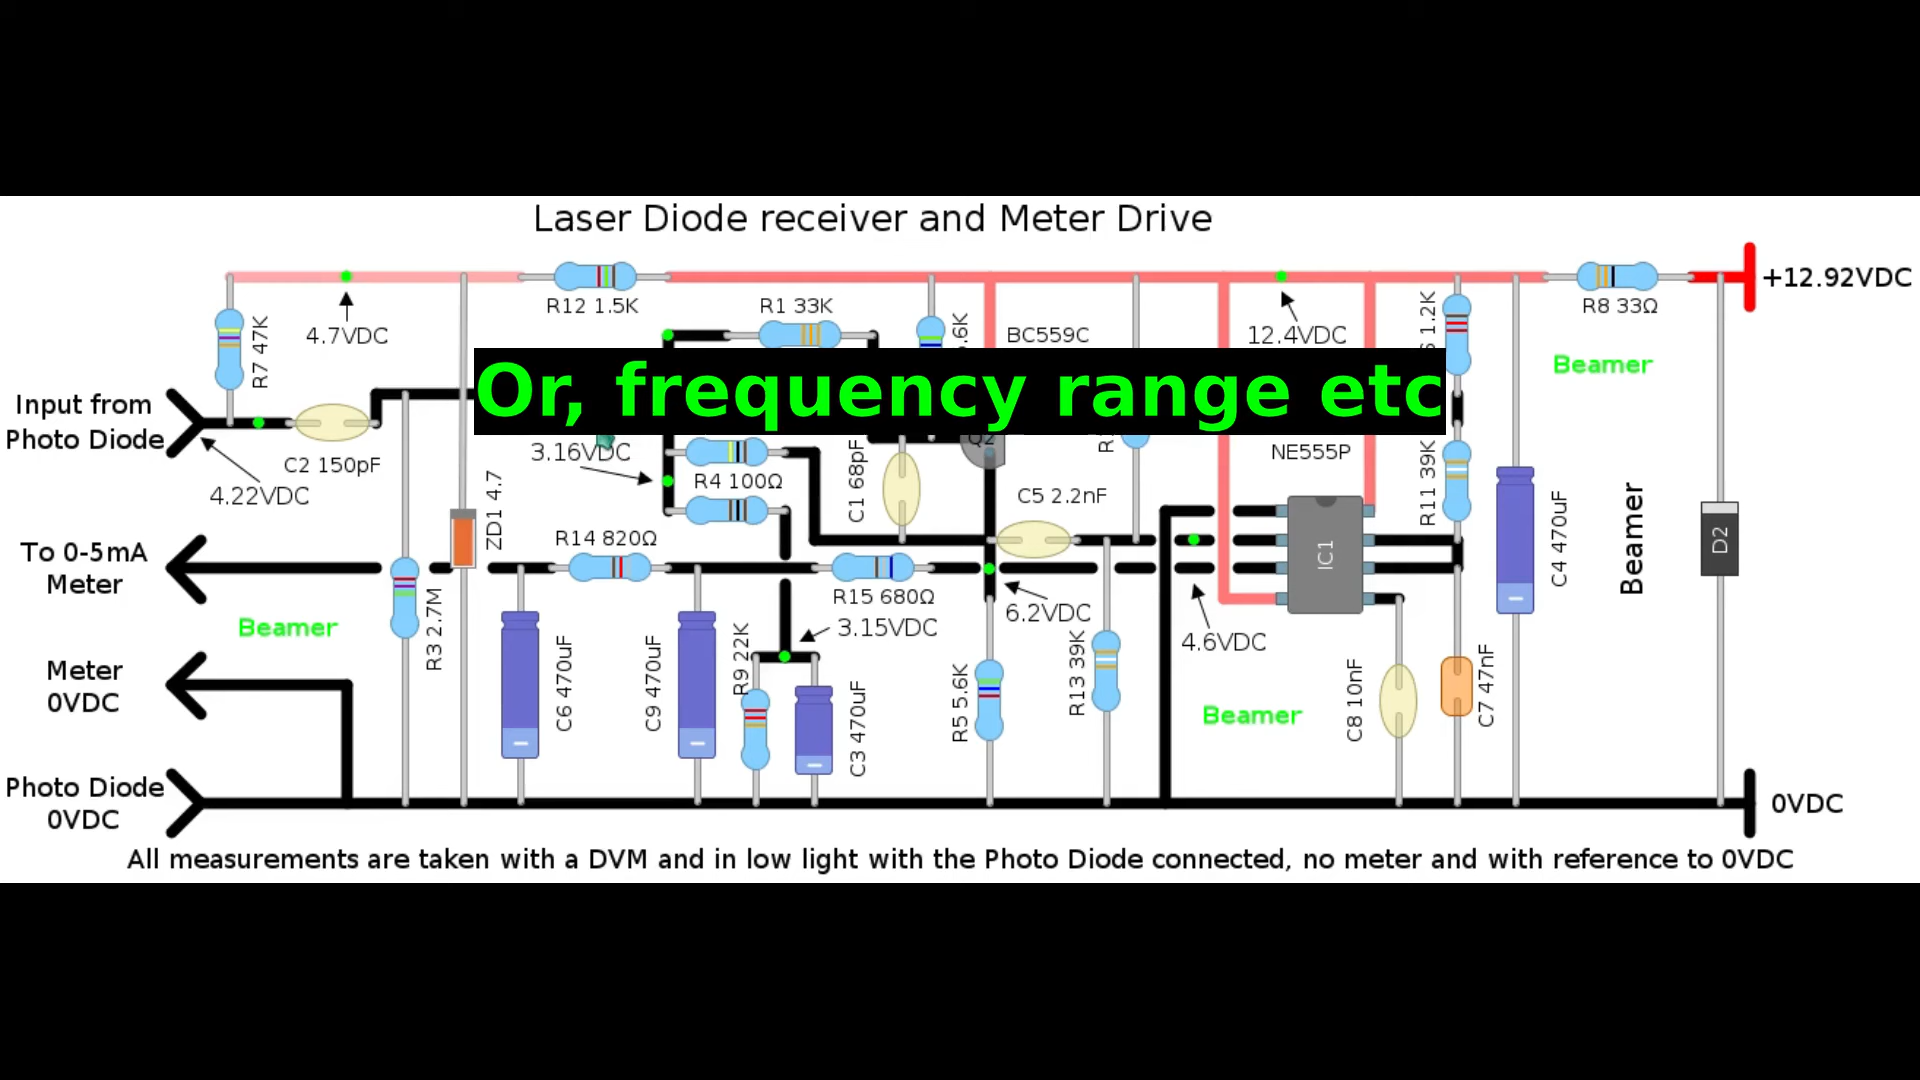 Laser Diode receiver and Meter Drive
+12.92VDC
R12 1.5K
R1 33K
R8 33Ω
4.7VDC
R7 47K
.6K
BC559C
12.4VDC
1.2K
Beamer
Or, frequency range etc
Input from
Photo Diode
C2 150pF
4.22VDC
3.16VDC
Q2
NE555P
R4 100Ω
C1 68pF
C5 2.2nF
R11 39K
ZD1 4.7
To 0-5mA
Meter
R14 820Ω
R15 680Ω
IC1
C4 470uF
Beamer
D2
Beamer
R3 2.7M
6.2VDC
3.15VDC
4.6VDC
Meter
0VDC
C6 470uF
C9 470uF
R9 22K
C3 470uF
R5 5.6K
R13 39K
Beamer
C8 10nF
C7 47nF
Photo Diode
0VDC
0VDC
All measurements are taken with a DVM and in low light with the Photo Diode connected, no meter and with reference to 0VDC